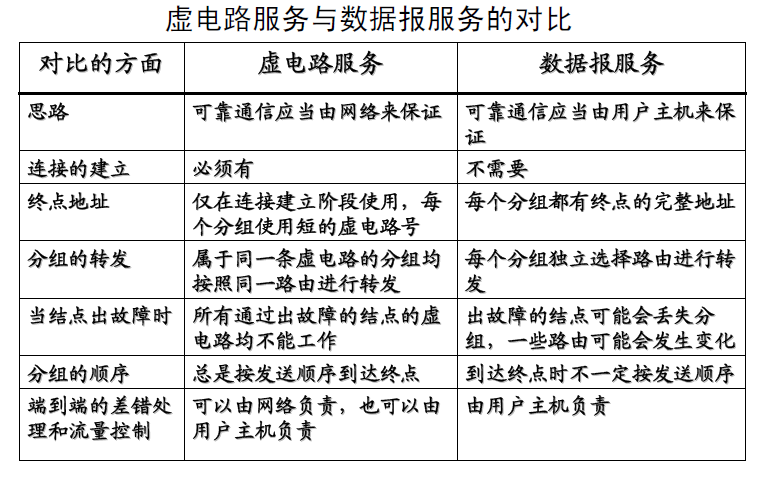 虚电路服务与数据报服务的对比
对比的方面 虚电路服务 数据报服务
思路 可靠通信应当由网络来保证 可靠通信应当由用户主机来保
证
连接的建立 必须有 不需要
终点地址 仅在连接建立阶段使用，每 每个分组都有终点的完整地址
个分组使用短的虚电路号
分组的转发 属于同一条虚电路的分组均 每个分组独立选择路由进行转
按照同一路由进行转发 发
当结点出故障时 所有通过出故障的结点的虚 出故障的结点可能会丢失分
电路均不能工作 组，一些路由可能会发生变化
分组的顺序 总是按发送顺序到达终点 到达终点时不一定按发送顺序
端到端的差错处 可以由网络负责，也可以由 由用户主机负责
理和流量控制 用户主机负责